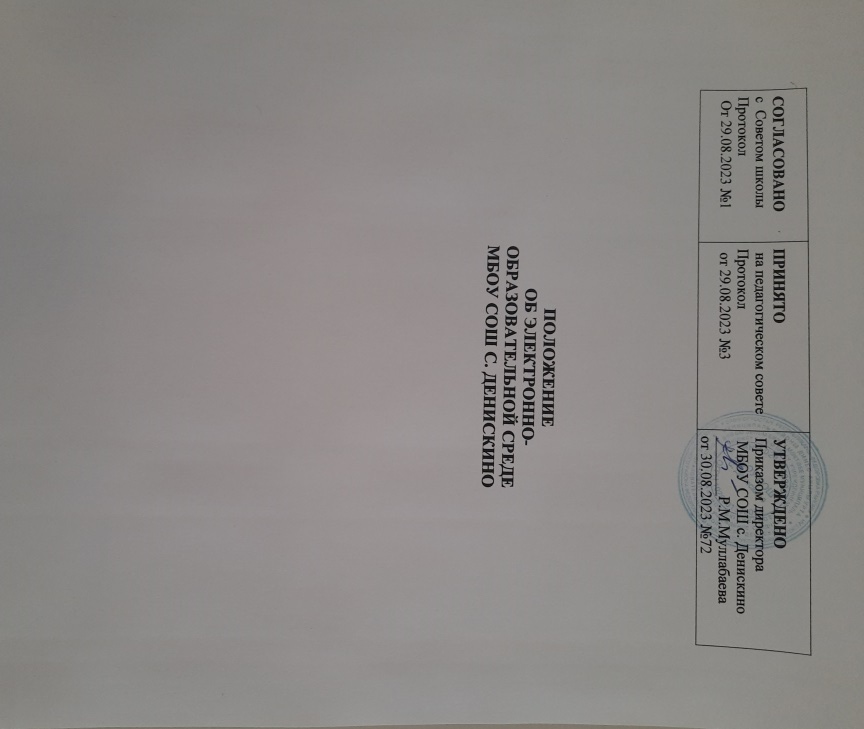 СОГЛАСОВАНО
с Советом школы
Протокол
От 29.08.2023 №1
ПРИНЯТО
на педагогическом совете
Протокол
от 29.08.2023 №3
УТВЕРЖДЕНО
Приказом директора
МБОУ СОШ с. Денискино
Р.М.Муллабаева
от 30.08.2023 №72
ПОЛОЖЕНИЕ
ОБ ЭЛЕКТРОННО-
ОБРАЗОВАТЕЛЬНОЙ СРЕДЕ
МБОУ СОШ С. ДЕНИСКИНО